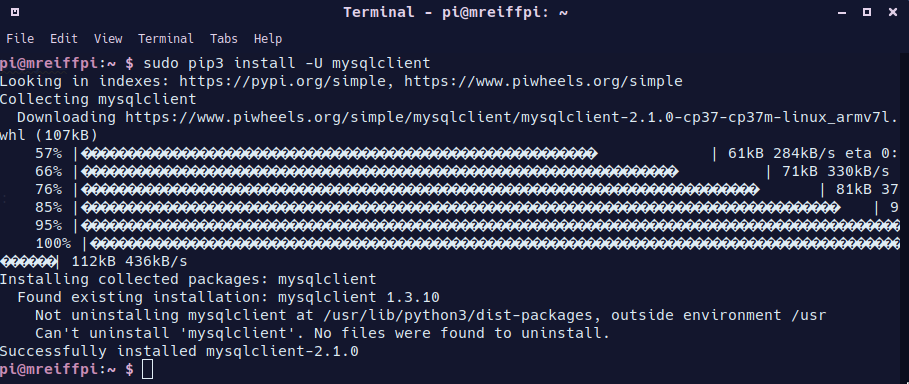 Terminal - pi@mreiffpi: ~
File Edit View Terminal Tabs Help
pi@mreiffpi:~ $ sudo pip3 install -U mysqlclient
Looking in indexes: https://pypi.org/simple, https://www.piwheels.org/simple
Collecting mysqlclient
  Downloading https://www.piwheels.org/simple/mysqlclient/mysqlclient-2.1.0-cp37-cp37m-linux_armv7l.
whl (107kB)
    57% |����������������������������������������������������������| 61kB 284kB/s eta 0:
    66% |�������������������������������������������������������������������| 71kB 330kB/s
    76% |����������������������������������������������������������������������������| 81kB 37
    85% |�������������������������������������������������������������������������������������| 9
    95% |��������������������������������������������������������������������������������������������
    100% |�������������������������������������������������������������������������������������������
������| 112kB 436kB/s
Installing collected packages: mysqlclient
  Found existing installation: mysqlclient 1.3.10
    Not uninstalling mysqlclient at /usr/lib/python3/dist-packages, outside environment /usr
    Can't uninstall 'mysqlclient'. No files were found to uninstall.
Successfully installed mysqlclient-2.1.0
pi@mreiffpi:~ $